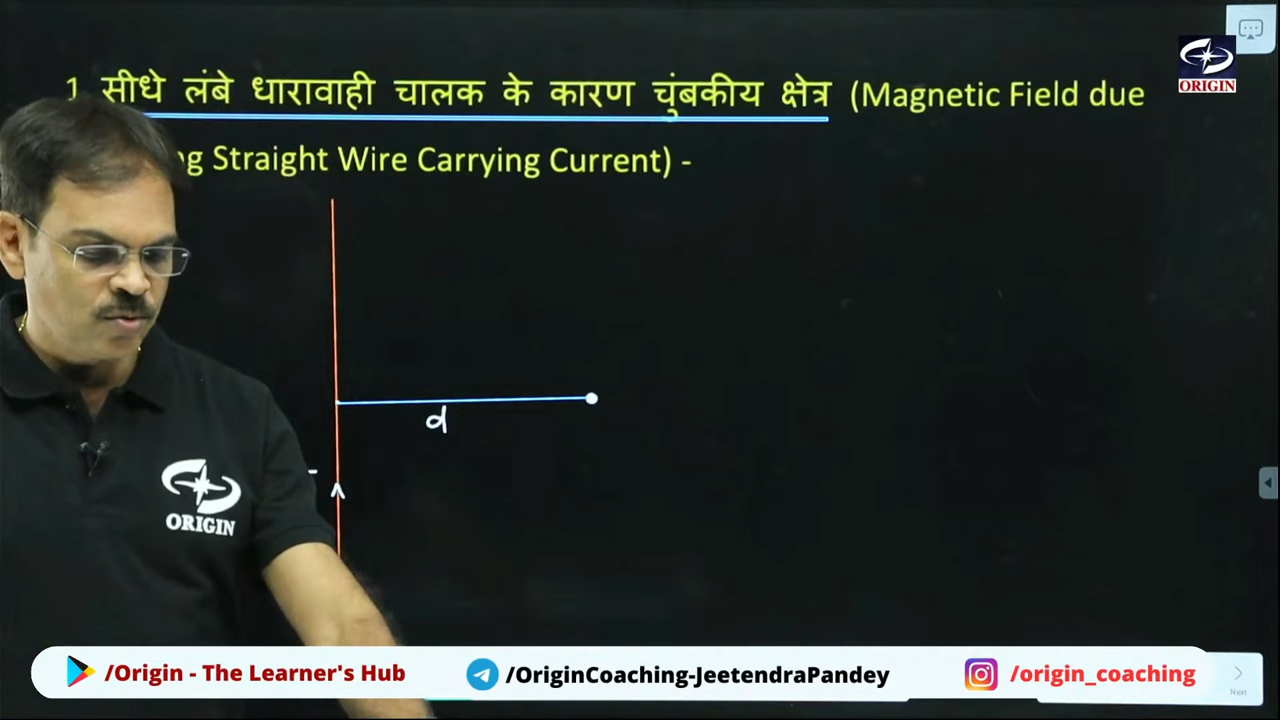 1 सीधे लंबे धारावाही चालक के कारण चुंबकीय क्षेत्र (Magnetic Field due
Straight Wire Carrying Current) -
ORIGIN
d
ORIGIN
/Origin - The Learner's Hub
/OriginCoaching-JeetendraPandey
/origin_coaching
Next